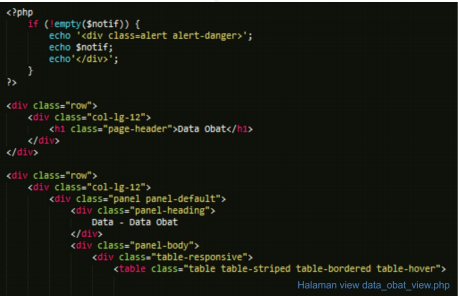 <?php
if (!empty($notif)) {
echo '<div class=alert alert-danger>';
echo $notif;
echo'</div>';
}
?>
<div class="row">
<div class="col-lg-12">
<h1 class="page-header">Data Obat</h1>
</div>
</div>
<div class="row">
<div class="col-lg-12">
<div class="panel panel-default">
<div class="panel-heading">
Data - Data Obat
</div>
<div class="panel-body">
<div class="table-responsive">
<table class="table table-striped table-bordered table-hover">
Halaman view data_obat_view.php